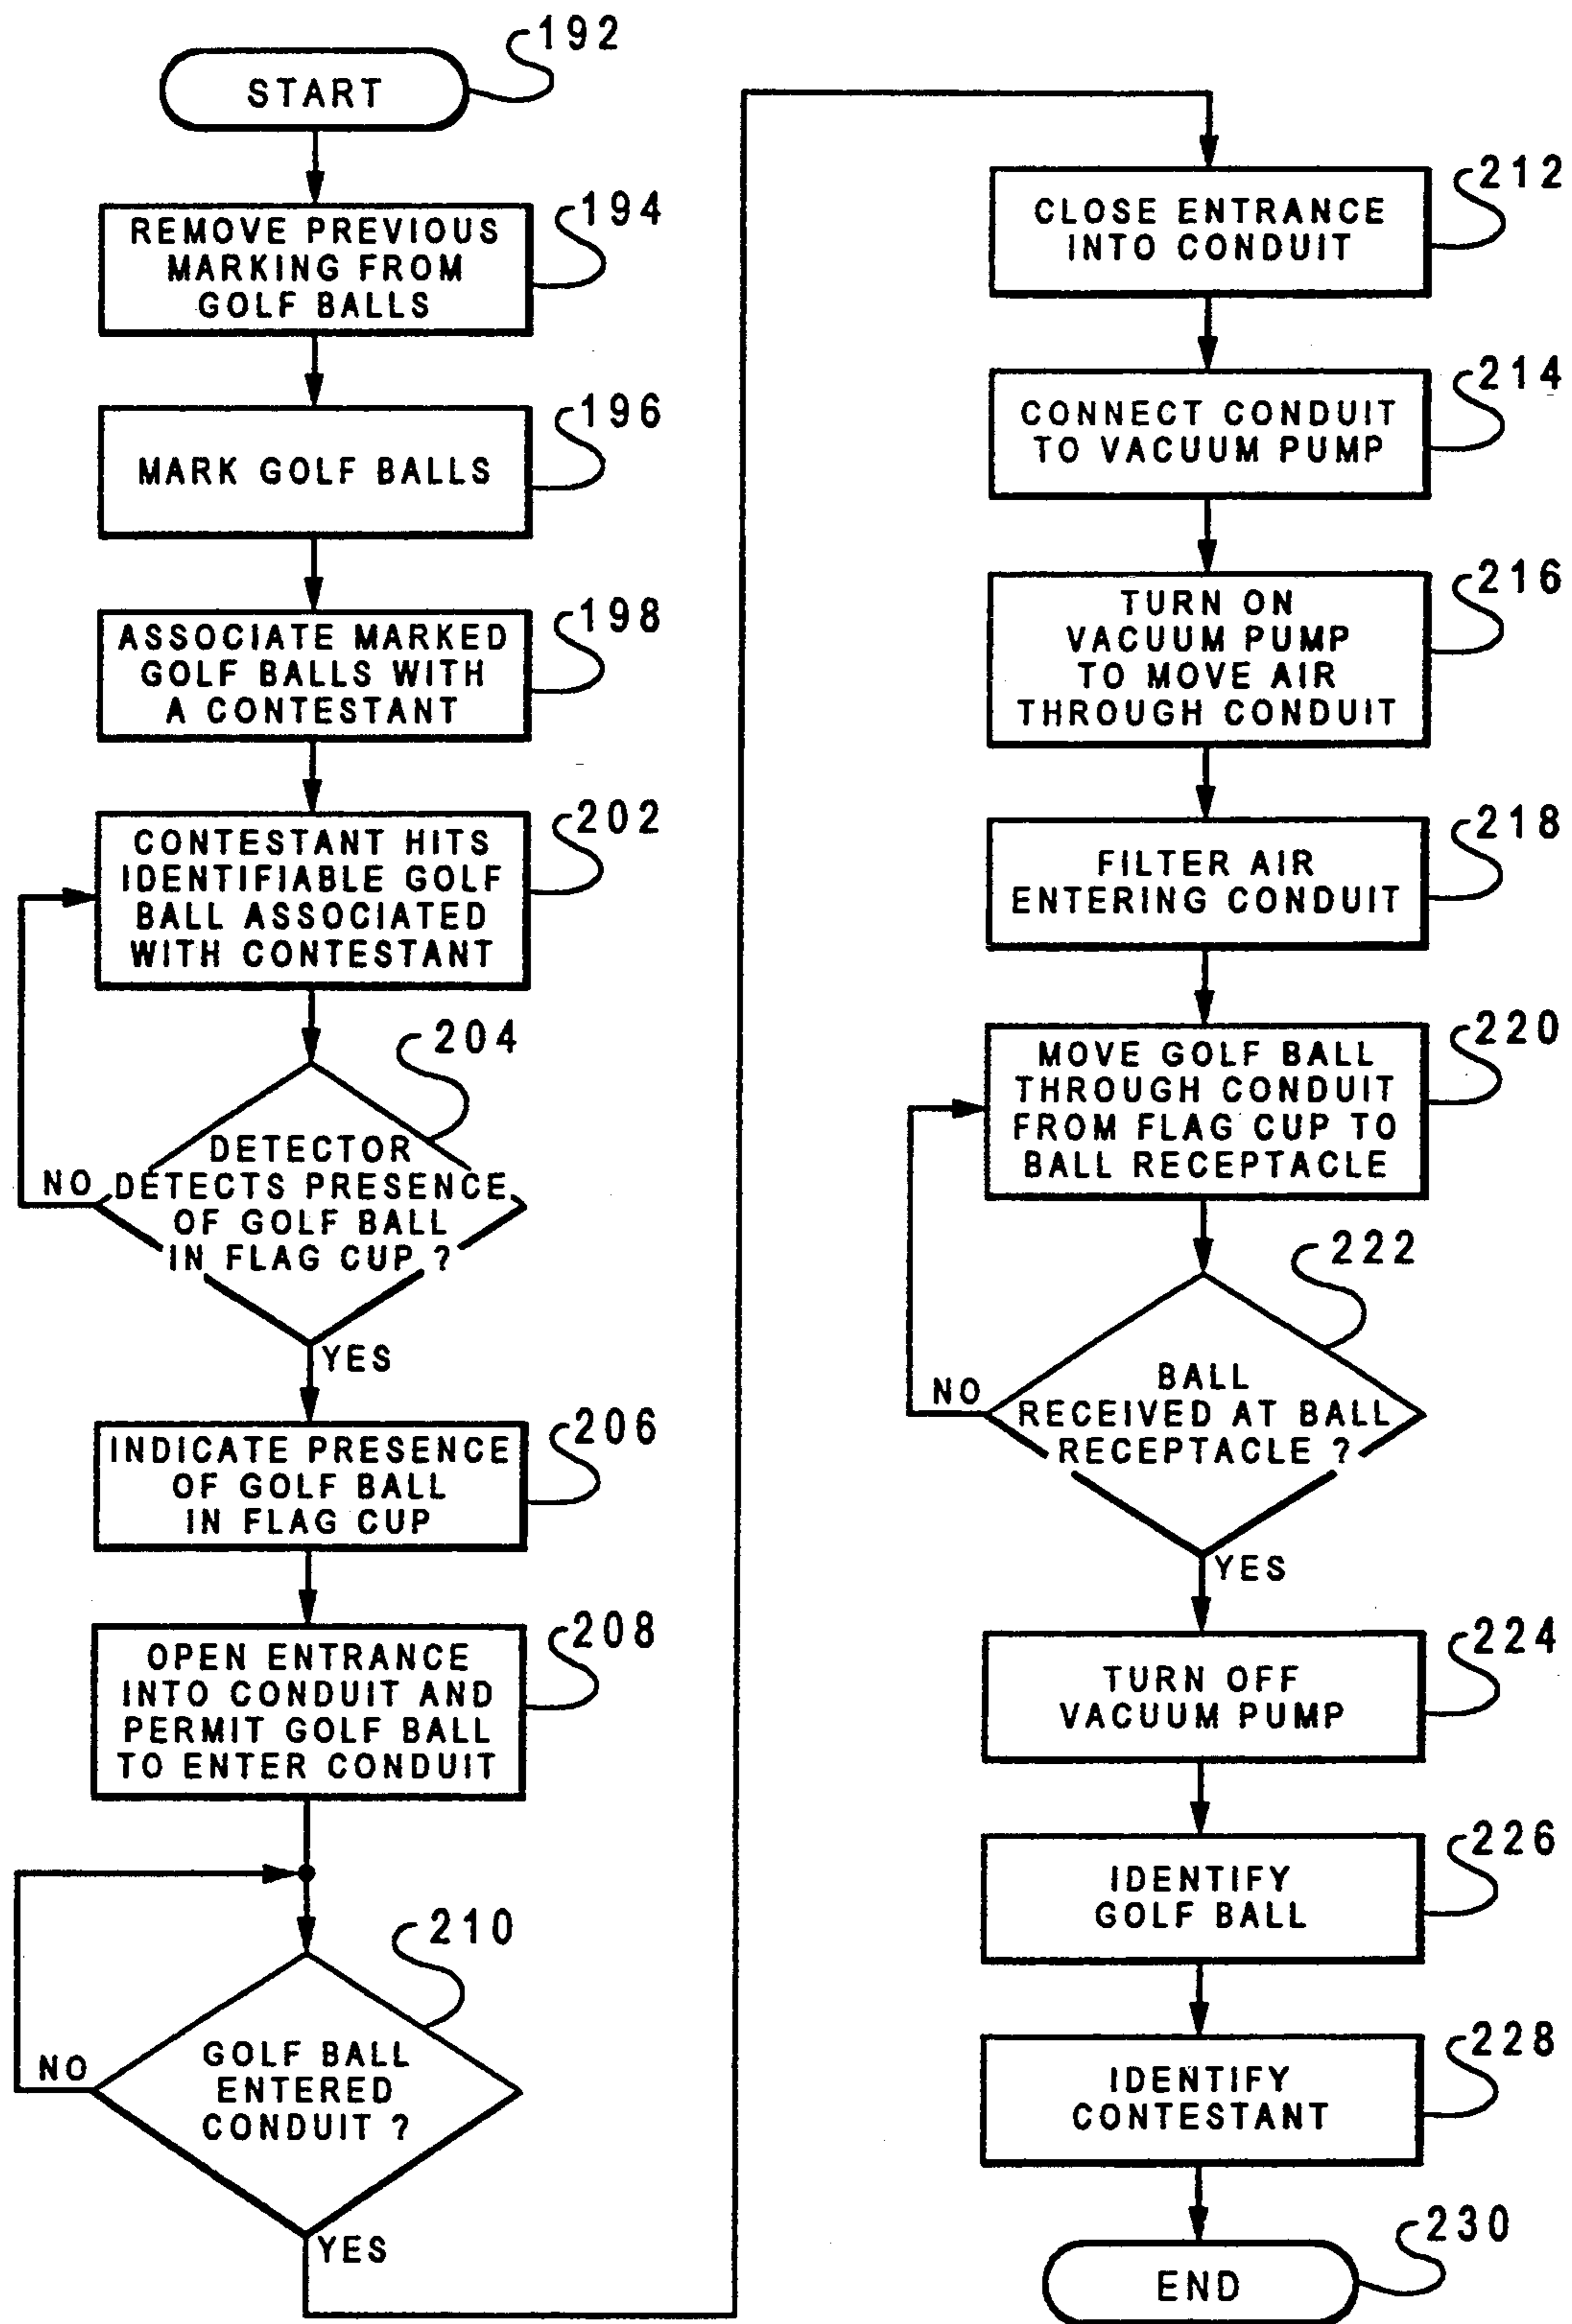 192
START
194
REMOVE PREVIOUS
MARKING FROM
GOLF BALLS
196
MARK GOLF BALLS
198
ASSOCIATE MARKED
GOLF BALLS WITH
A CONTESTANT
202
CONTESTANT HITS
IDENTIFIABLE GOLF
BALL ASSOCIATED
WITH CONTESTANT
204
DETECTOR
DETECTS PRESENCE
OF GOLF BALL
IN FLAG CUP ?
NO
YES
206
INDICATE PRESENCE
OF GOLF BALL
IN FLAG CUP
208
OPEN ENTRANCE
INTO CONDUIT AND
PERMIT GOLF BALL
TO ENTER CONDUIT
210
GOLF BALL
ENTERED
CONDUIT ?
NO
YES
212
CLOSE ENTRANCE
INTO CONDUIT
214
CONNECT CONDUIT
TO VACUUM PUMP
216
TURN ON
VACUUM PUMP
TO MOVE AIR
THROUGH CONDUIT
218
FILTER AIR
ENTERING CONDUIT
220
MOVE GOLF BALL
THROUGH CONDUIT
FROM FLAG CUP TO
BALL RECEPTACLE
222
BALL
RECEIVED AT BALL
RECEPTACLE ?
NO
YES
224
TURN OFF
VACUUM PUMP
226
IDENTIFY
GOLF BALL
228
IDENTIFY
CONTESTANT
230
END